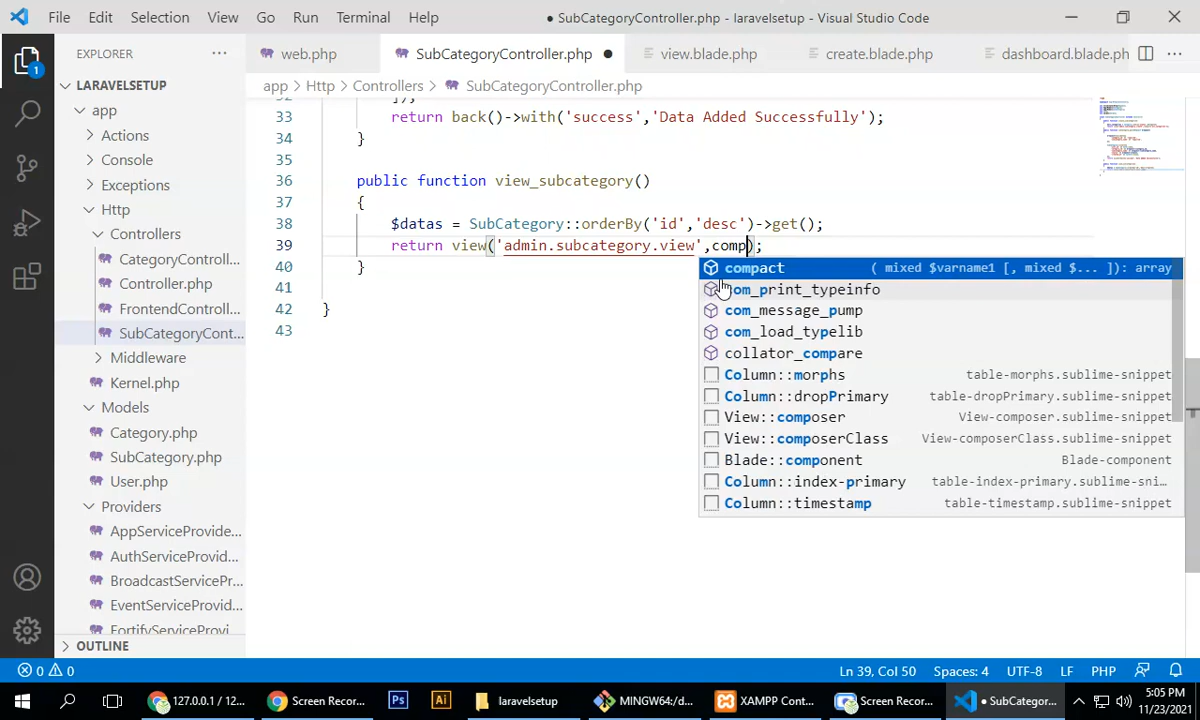 File Edit Selection View Go Run Terminal Help ● SubCategoryController.php - laravelsetup - Visual Studio Code
EXPLORER ··· web.php SubCategoryController.php ● view.blade.php create.blade.php dashboard.blade.ph ···
LARAVELSETUP app > Http > Controllers > SubCategoryController.php
app
Actions
Console
Exceptions
Http
Controllers
CategoryControll...
Controller.php
FrontendControll...
SubCategoryCont...
Middleware
Kernel.php
Models
Category.php
SubCategory.php
User.php
Providers
AppServiceProvide...
AuthServiceProvid...
BroadcastServicePr...
EventServiceProvid...
FortifyServiceProvi
OUTLINE
32 ]);
33 return back()->with('success','Data Added Successfully');
34 }
35
36 public function view_subcategory()
37 {
38 $datas = SubCategory::orderBy('id','desc')->get();
39 return view('admin.subcategory.view',comp);
40 }
41
42 }
43
compact ( mixed $varname1 [, mixed $... ]): array
com_print_typeinfo
com_message_pump
com_load_typelib
collator_compare
Column::morphs table-morphs.sublime-snippet
Column::dropPrimary table-dropPrimary.sublime-snippet
View::composer View-composer.sublime-snippet
View::composerClass View-composerClass.sublime-snippet
Blade::component Blade-component
Column::index-primary table-index-primary.sublime-sni...
Column::timestamp table-timestamp.sublime-snippet
1
0 0 Ln 39, Col 50 Spaces: 4 UTF-8 LF PHP
127.0.0.1 / 12... Screen Recor... Ps Ai laravelsetup MINGW64:/d... XAMPP Cont... Screen Recor... ● SubCatego... 5:05 PM
11/23/2021